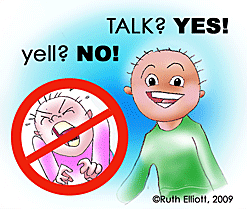 TALK? YES!
yell? NO!
©Ruth Elliott, 2009